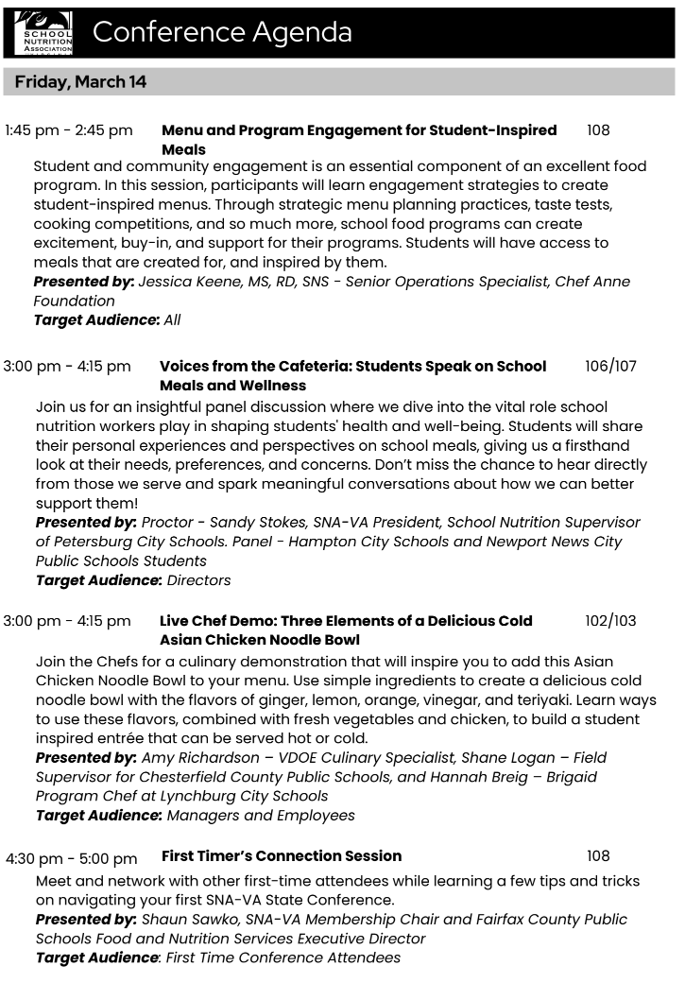 SCHOOL
NUTRITION
ASSOCIATION
Conference Agenda
Friday, March 14
1:45 pm - 2:45 pm Menu and Program Engagement for Student-Inspired 108
Meals
Student and community engagement is an essential component of an excellent food
program. In this session, participants will learn engagement strategies to create
student-inspired menus. Through strategic menu planning practices, taste tests,
cooking competitions, and so much more, school food programs can create
excitement, buy-in, and support for their programs. Students will have access to
meals that are created for, and inspired by them.
Presented by: Jessica Keene, MS, RD, SNS - Senior Operations Specialist, Chef Anne
Foundation
Target Audience: All
3:00 pm - 4:15 pm Voices from the Cafeteria: Students Speak on School 106/107
Meals and Wellness
Join us for an insightful panel discussion where we dive into the vital role school
nutrition workers play in shaping students' health and well-being. Students will share
their personal experiences and perspectives on school meals, giving us a firsthand
look at their needs, preferences, and concerns. Don’t miss the chance to hear directly
from those we serve and spark meaningful conversations about how we can better
support them!
Presented by: Proctor - Sandy Stokes, SNA-VA President, School Nutrition Supervisor
of Petersburg City Schools. Panel - Hampton City Schools and Newport News City
Public Schools Students
Target Audience: Directors
3:00 pm - 4:15 pm Live Chef Demo: Three Elements of a Delicious Cold 102/103
Asian Chicken Noodle Bowl
Join the Chefs for a culinary demonstration that will inspire you to add this Asian
Chicken Noodle Bowl to your menu. Use simple ingredients to create a delicious cold
noodle bowl with the flavors of ginger, lemon, orange, vinegar, and teriyaki. Learn ways
to use these flavors, combined with fresh vegetables and chicken, to build a student
inspired entrée that can be served hot or cold.
Presented by: Amy Richardson – VDOE Culinary Specialist, Shane Logan – Field
Supervisor for Chesterfield County Public Schools, and Hannah Breig – Brigaid
Program Chef at Lynchburg City Schools
Target Audience: Managers and Employees
4:30 pm - 5:00 pm First Timer’s Connection Session 108
Meet and network with other first-time attendees while learning a few tips and tricks
on navigating your first SNA-VA State Conference.
Presented by: Shaun Sawko, SNA-VA Membership Chair and Fairfax County Public
Schools Food and Nutrition Services Executive Director
Target Audience: First Time Conference Attendees